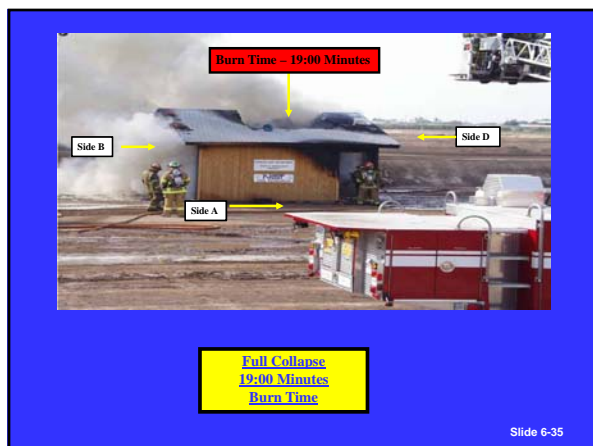 Burn Time – 19:00 Minutes
Side B
Side D
Side A
Full Collapse
19:00 Minutes
Burn Time
Slide 6-35